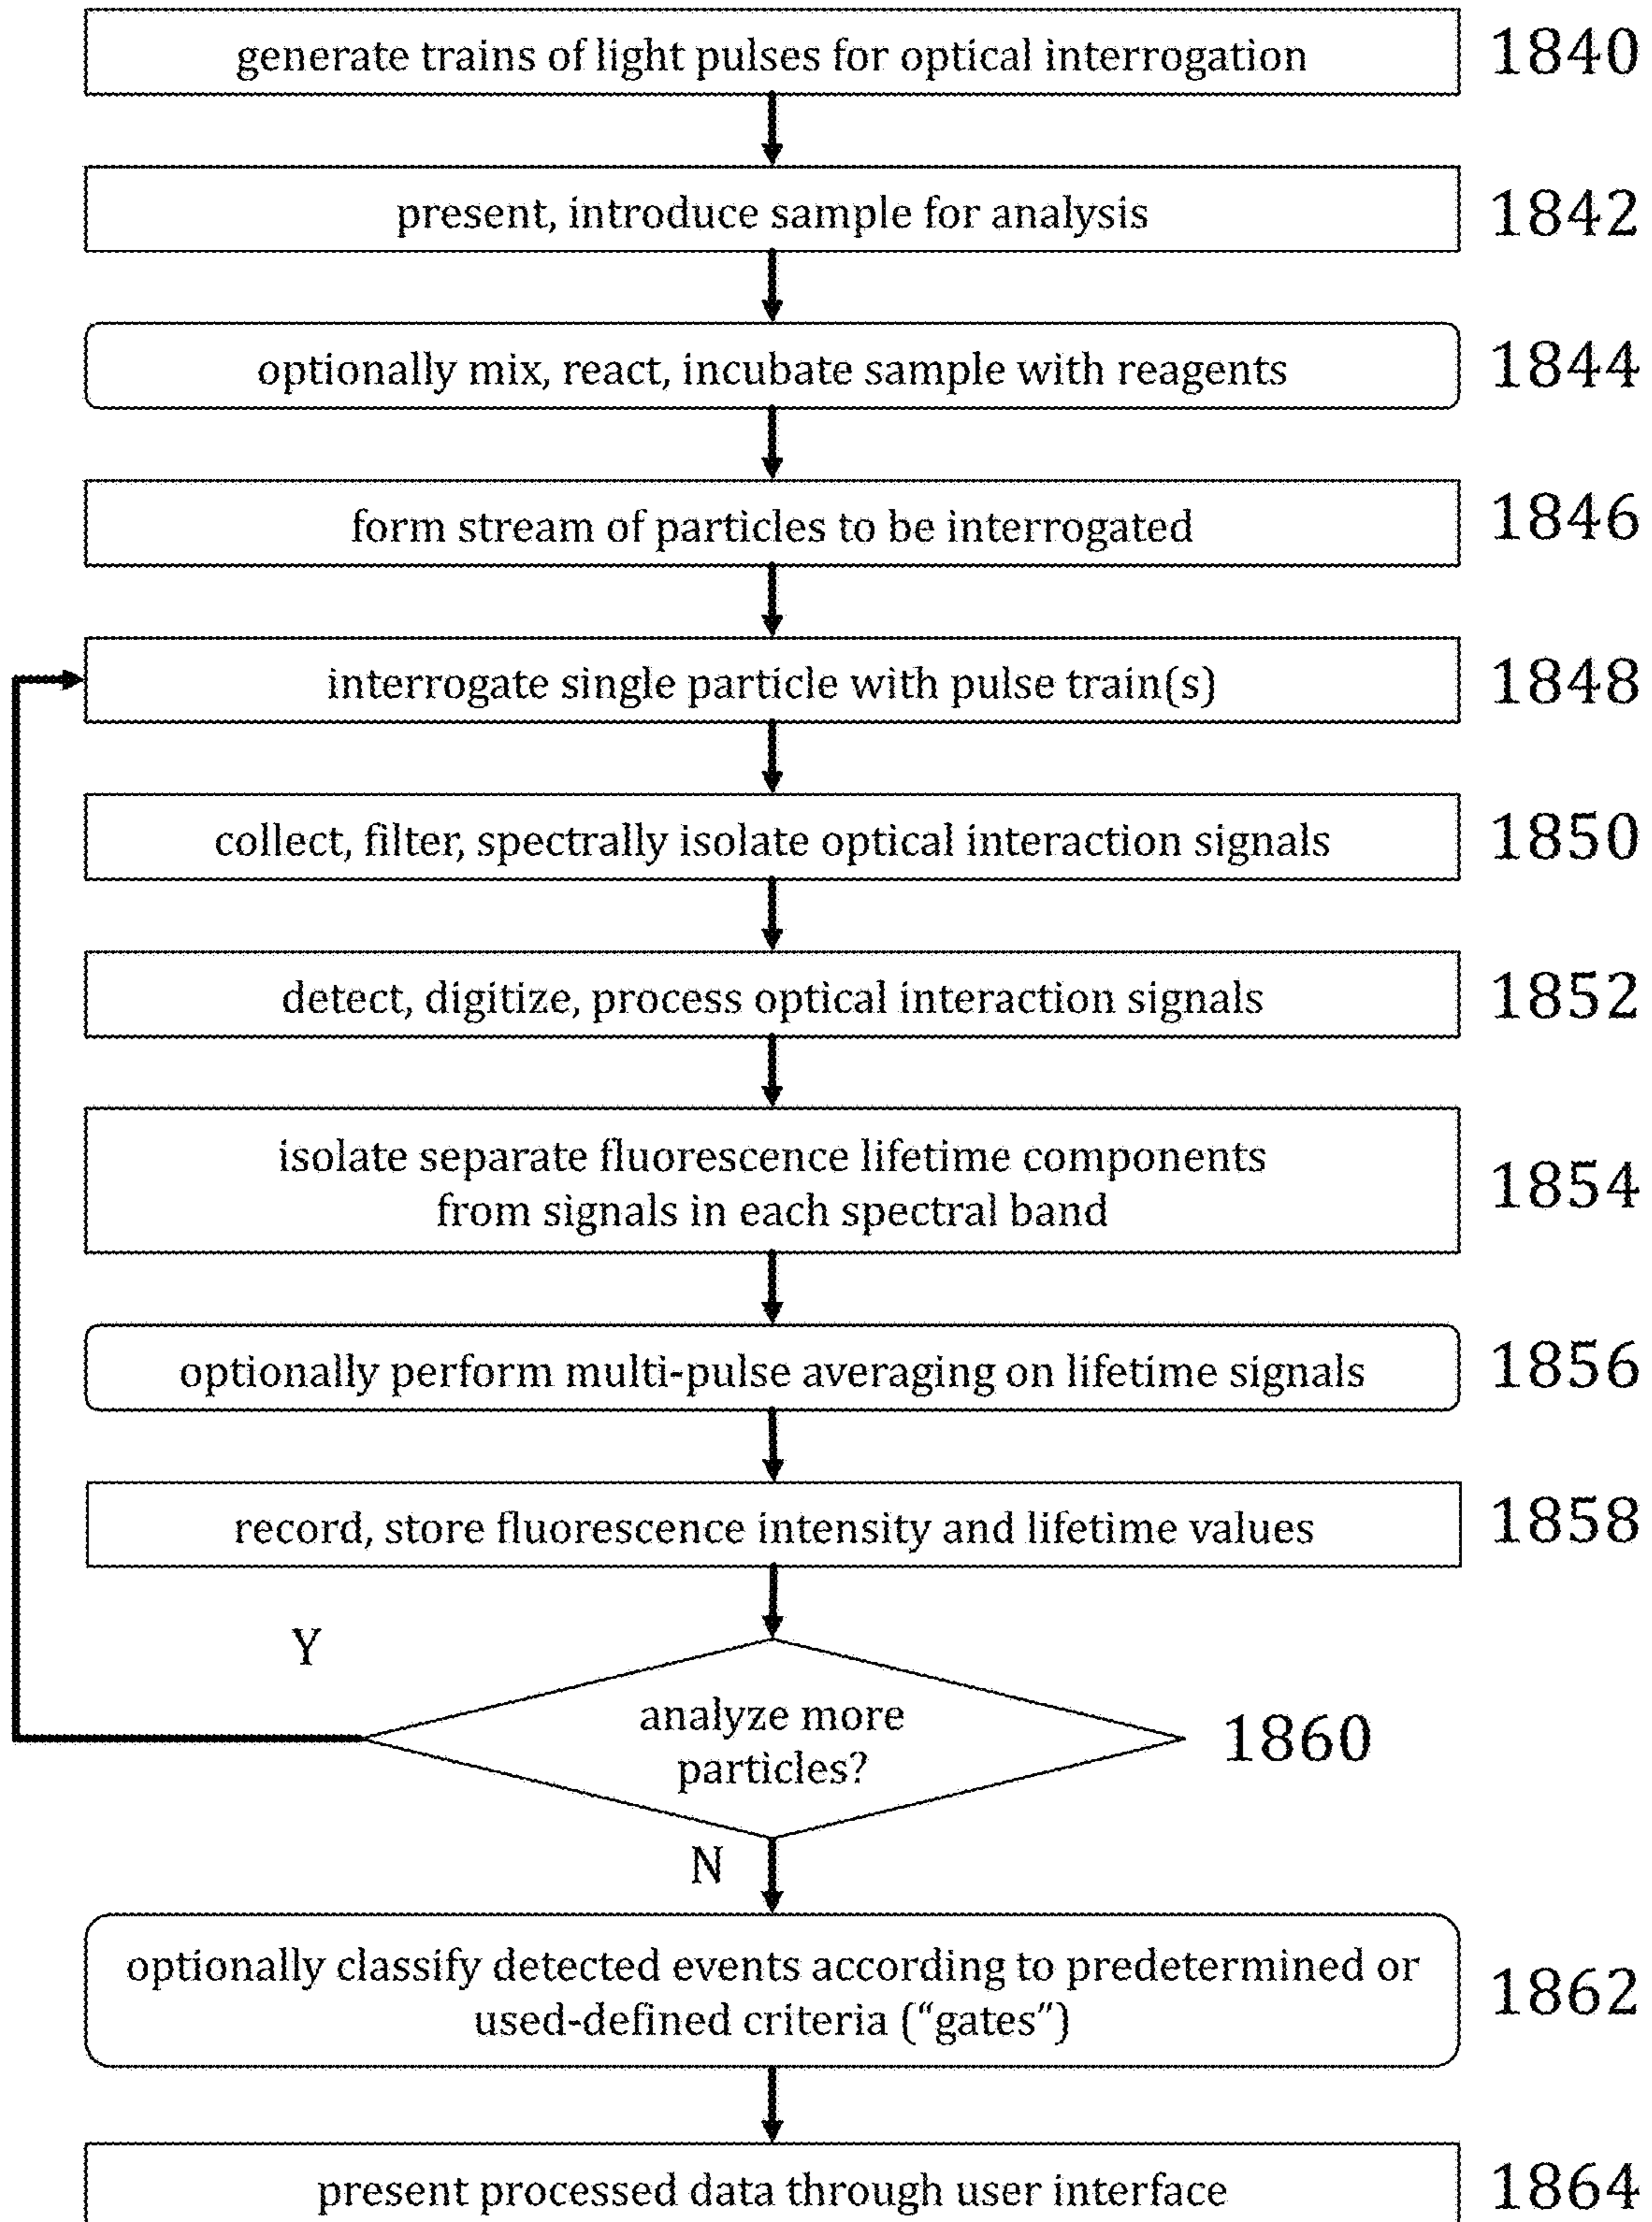 generate trains of light pulses for optical interrogation 1840
present, introduce sample for analysis 1842
optionally mix, react, incubate sample with reagents 1844
form stream of particles to be interrogated 1846
interrogate single particle with pulse train(s) 1848
collect, filter, spectrally isolate optical interaction signals 1850
detect, digitize, process optical interaction signals 1852
isolate separate fluorescence lifetime components
from signals in each spectral band 1854
optionally perform multi-pulse averaging on lifetime signals 1856
record, store fluorescence intensity and lifetime values 1858
Y
analyze more
particles? 1860
N
optionally classify detected events according to predetermined or
used-defined criteria (“gates”) 1862
present processed data through user interface 1864